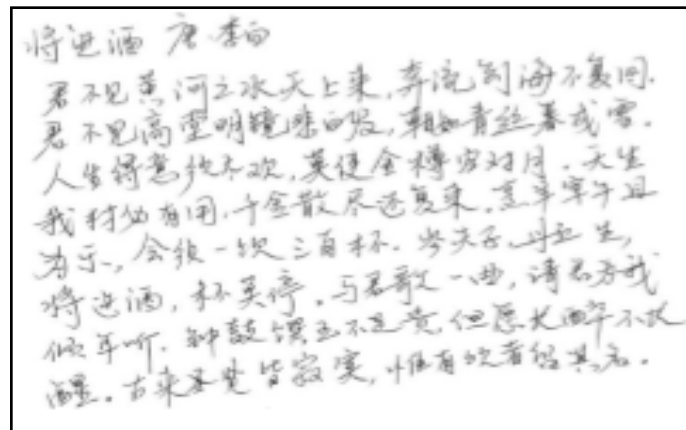 将进酒 唐·李白
君不见黄河之水天上来,奔流到海不复回.
君不见高堂明镜悲白发,朝如青丝暮成雪.
人生得意须尽欢,莫使金樽空对月.天生
我材必有用.千金散尽还复来.烹羊宰牛且
为乐,会须一饮三百杯.岑夫子.丹丘生,
将进酒,杯莫停.与君歌一曲,请君为我
倾耳听.钟鼓馔玉不足贵.但愿长醉不长
醒.古来圣贤皆寂寞,惟有饮者留其名.